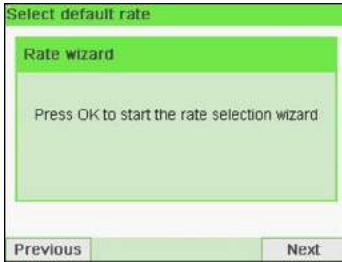 Select default rate
Rate wizard
Press OK to start the rate selection wizard
Previous
Next